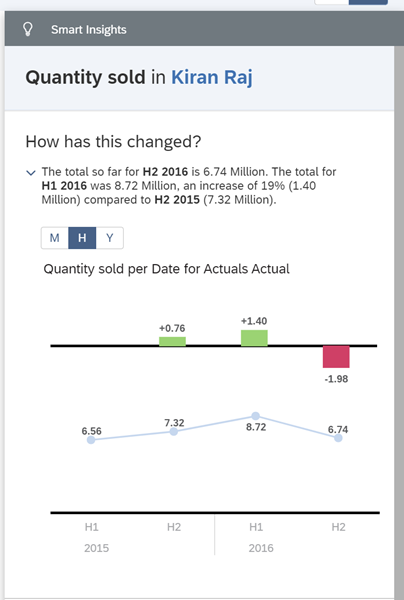 Smart Insights
Quantity sold in Kiran Raj
How has this changed?
The total so far for H2 2016 is 6.74 Million. The total for
H1 2016 was 8.72 Million, an increase of 19% (1.40
Million) compared to H2 2015 (7.32 Million).
M H Y
Quantity sold per Date for Actuals Actual
+0.76
+1.40
-1.98
6.56
7.32
8.72
6.74
H1 H2 H1 H2
2015 2016